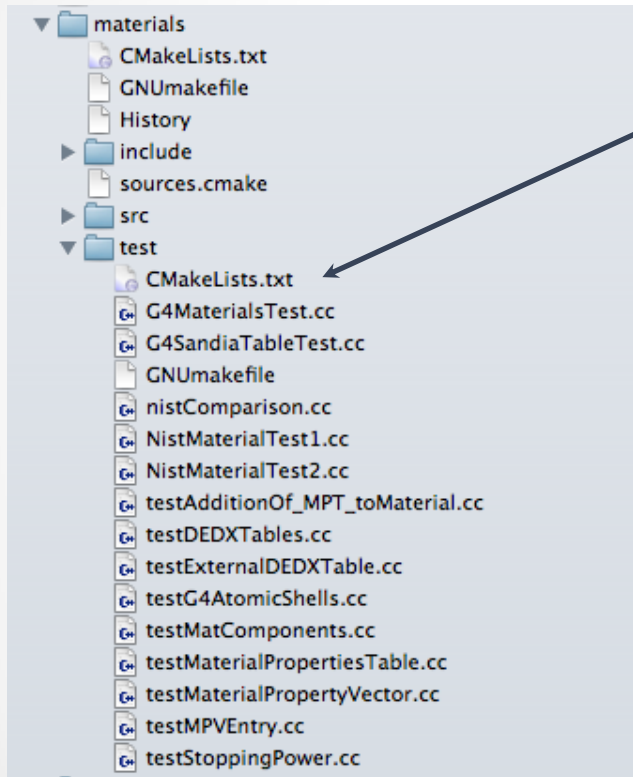 materials
CMakeLists.txt
GNUmakefile
History
include
sources.cmake
src
test
CMakeLists.txt
G4MaterialsTest.cc
G4SandiaTableTest.cc
GNUmakefile
nistComparison.cc
NistMaterialTest1.cc
NistMaterialTest2.cc
testAdditionOf_MPT_toMaterial.cc
testDEDXTables.cc
testExternalDEDXTable.cc
testG4AtomicShells.cc
testMatComponents.cc
testMaterialPropertiesTable.cc
testMaterialPropertyVector.cc
testMPVEntry.cc
testStoppingPower.cc